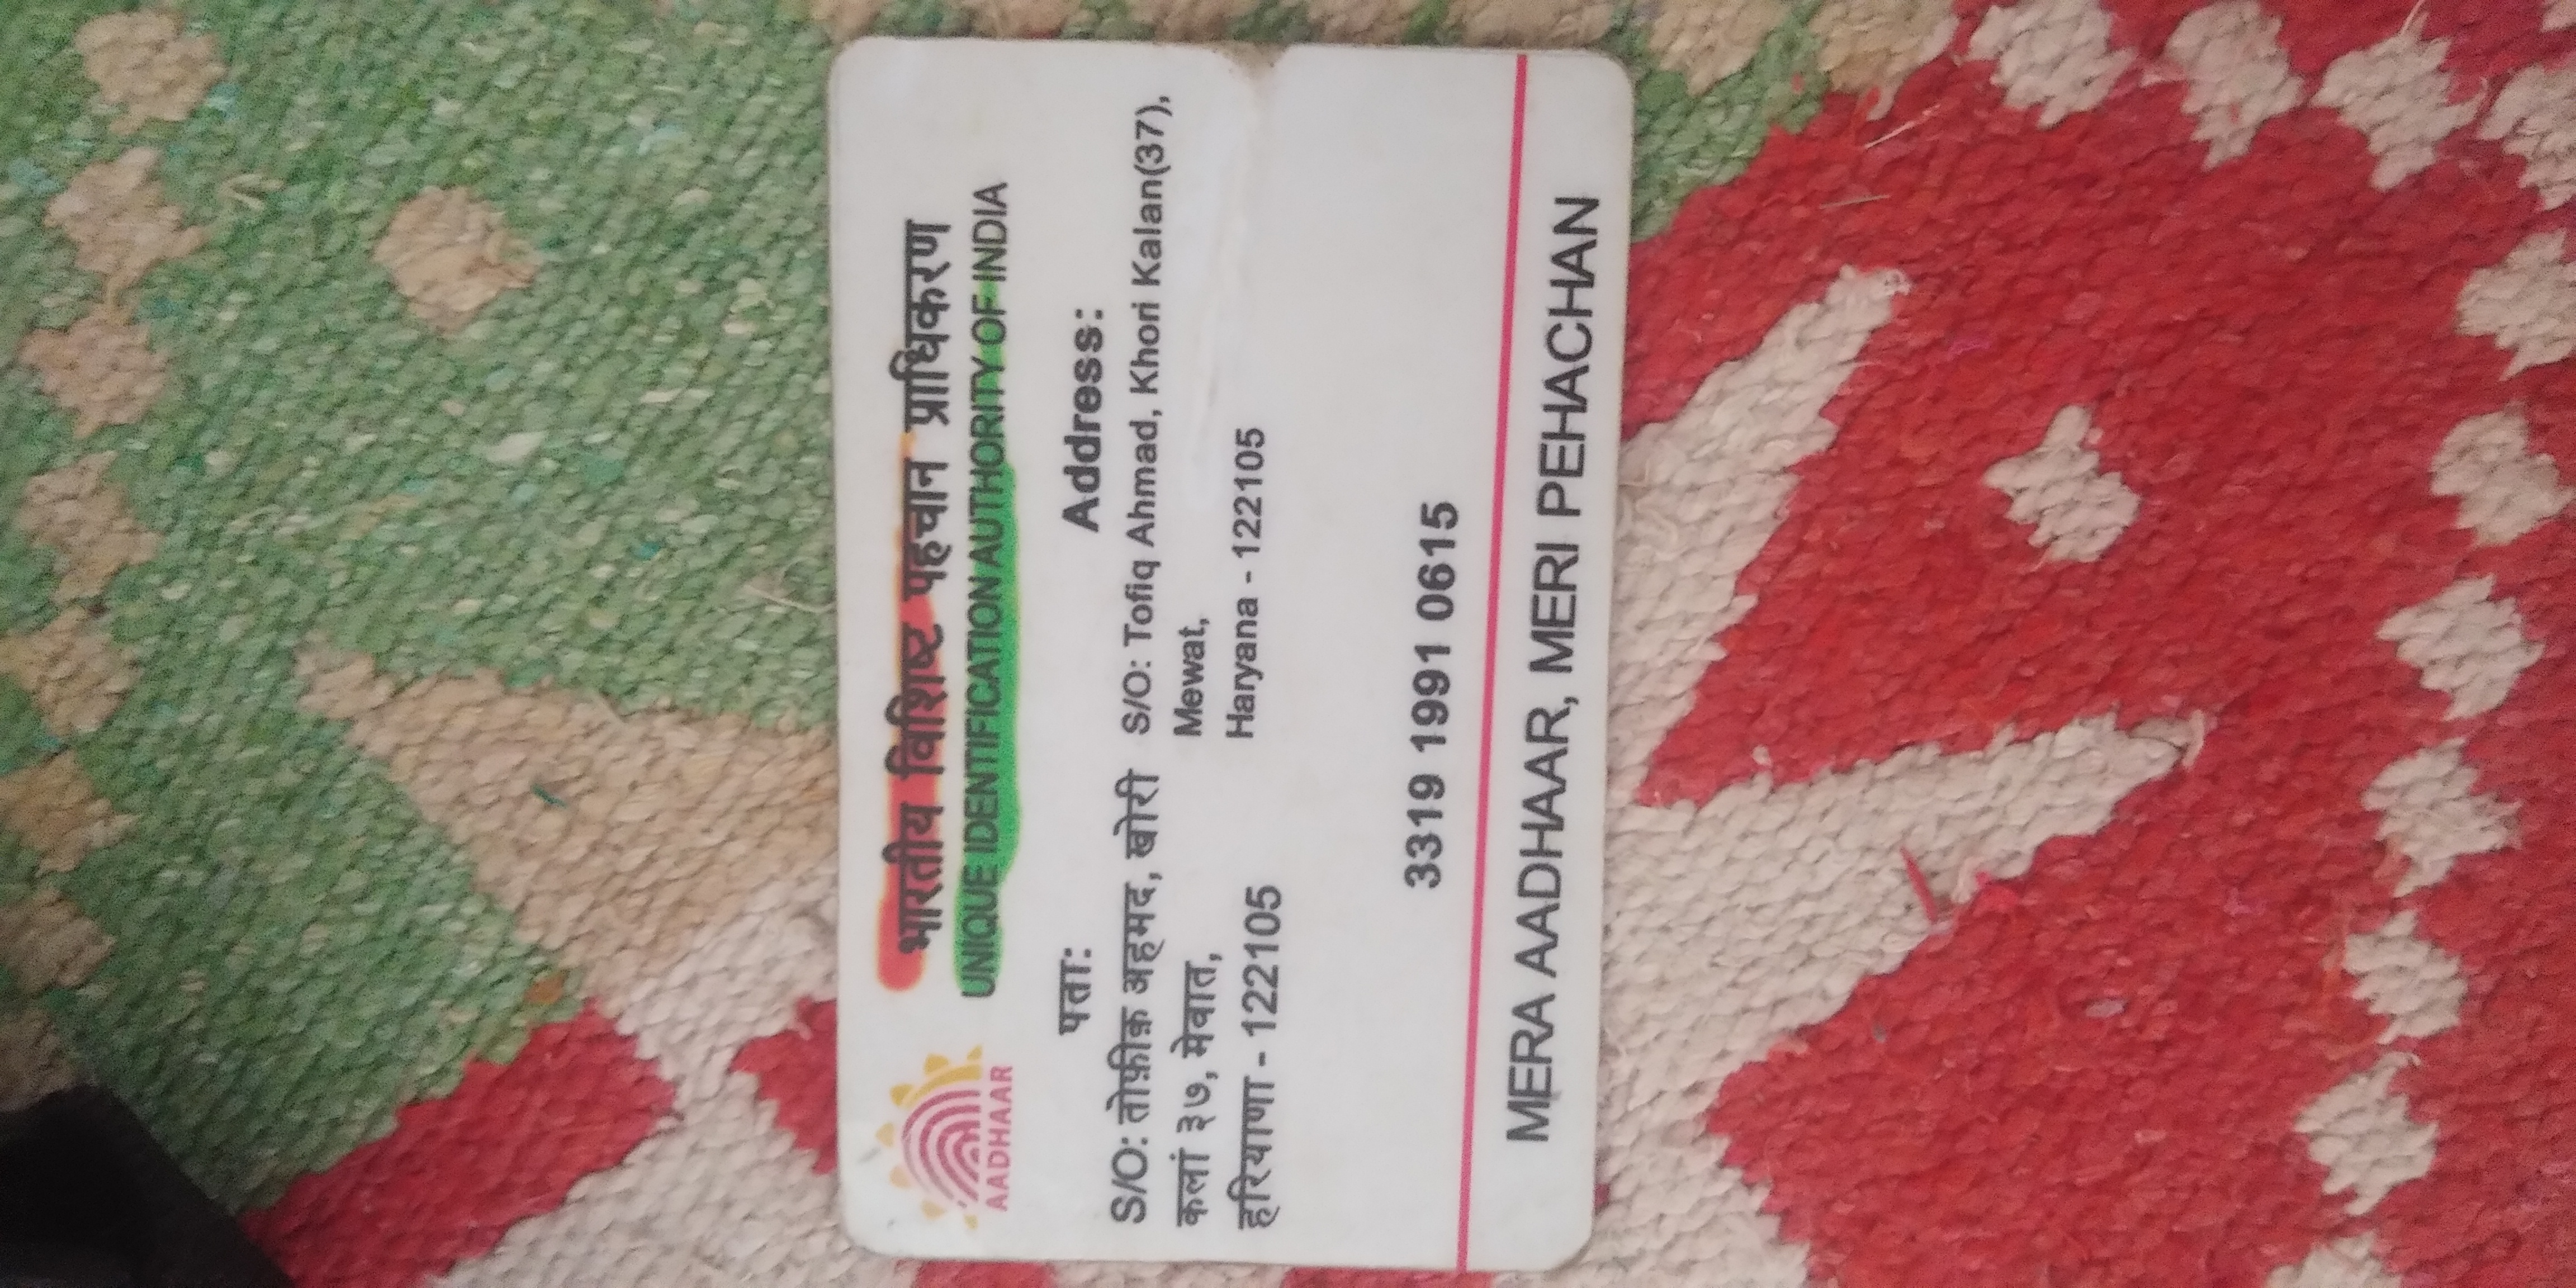 भारतीय विशिष्ट पहचान प्राधिकरण
UNIQUE IDENTIFICATION AUTHORITY OF INDIA
AADHAAR
पता:
S/O: तोफ़ीक़ अहमद, खोरी
कलां ३७, मेवात,
हरियाणा - 122105
Address:
S/O: Tofiq Ahmad, Khori Kalan(37),
Mewat,
Haryana - 122105
3319 1991 0615
MERA AADHAAR, MERI PEHACHAN